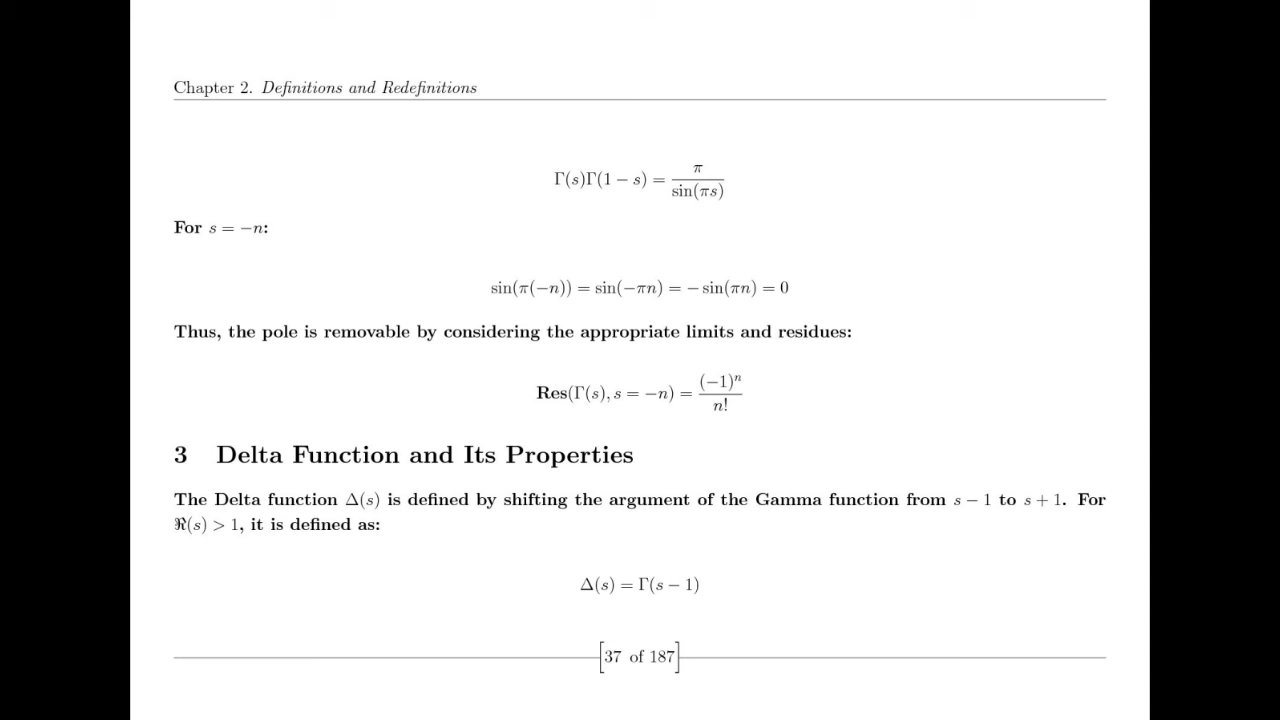 Chapter 2. Definitions and Redefinitions
Γ(s)Γ(1 − s) = π / sin(πs)
For s = −n:
sin(π(−n)) = sin(−πn) = − sin(πn) = 0
Thus, the pole is removable by considering the appropriate limits and residues:
Res(Γ(s), s = −n) = (−1)ⁿ / n!
3 Delta Function and Its Properties
The Delta function Δ(s) is defined by shifting the argument of the Gamma function from s − 1 to s + 1. For
ℜ(s) > 1, it is defined as:
Δ(s) = Γ(s − 1)
[37 of 187]